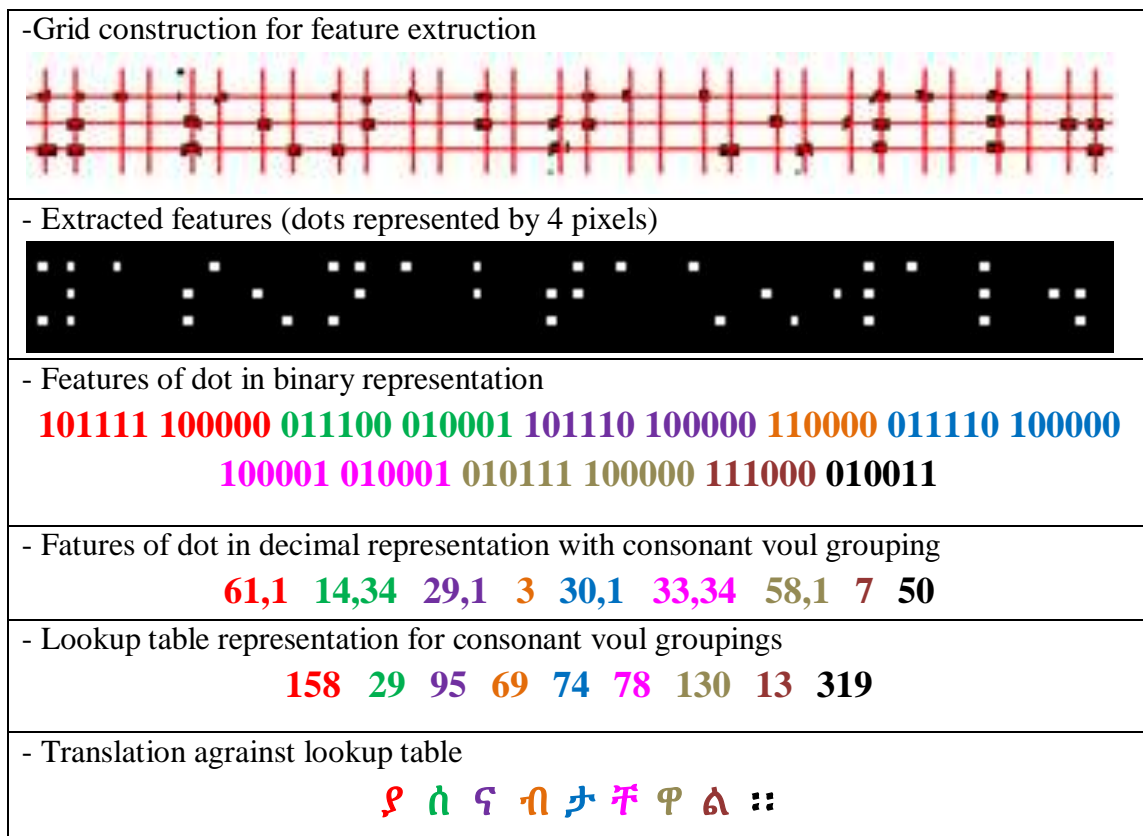 -Grid construction for feature extruction
- Extracted features (dots represented by 4 pixels)
- Features of dot in binary representation
101111 100000 011100 010001 101110 100000 110000 011110 100000
100001 010001 010111 100000 111000 010011
- Fatures of dot in decimal representation with consonant voul grouping
61,1 14,34 29,1 3 30,1 33,34 58,1 7 50
- Lookup table representation for consonant voul groupings
158 29 95 69 74 78 130 13 319
- Translation agrainst lookup table
ያ ሰ ና ብ ታ ቸ ዋ ል ።